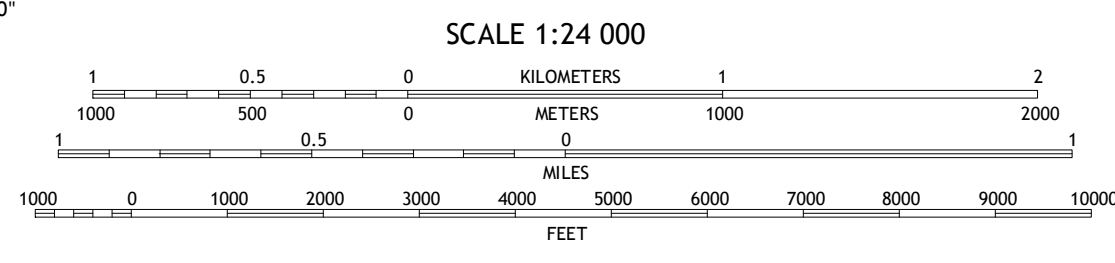 0"
SCALE 1:24 000
1 0.5 0 KILOMETERS 1 2
1000 500 0 METERS 1000 2000
1 0.5 0 1
MILES
1000 0 1000 2000 3000 4000 5000 6000 7000 8000 9000 10000
FEET